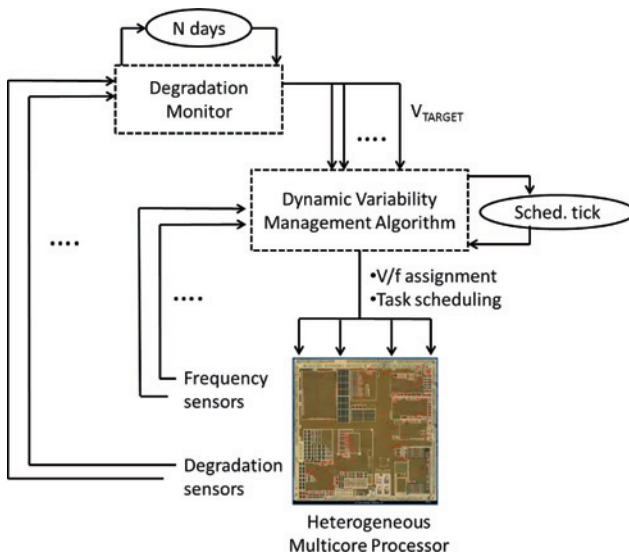 N days
Degradation
Monitor
V_TARGET
....
Dynamic Variability
Management Algorithm
Sched. tick
....
....
•V/f assignment
•Task scheduling
Frequency
sensors
Degradation
sensors
Heterogeneous
Multicore Processor